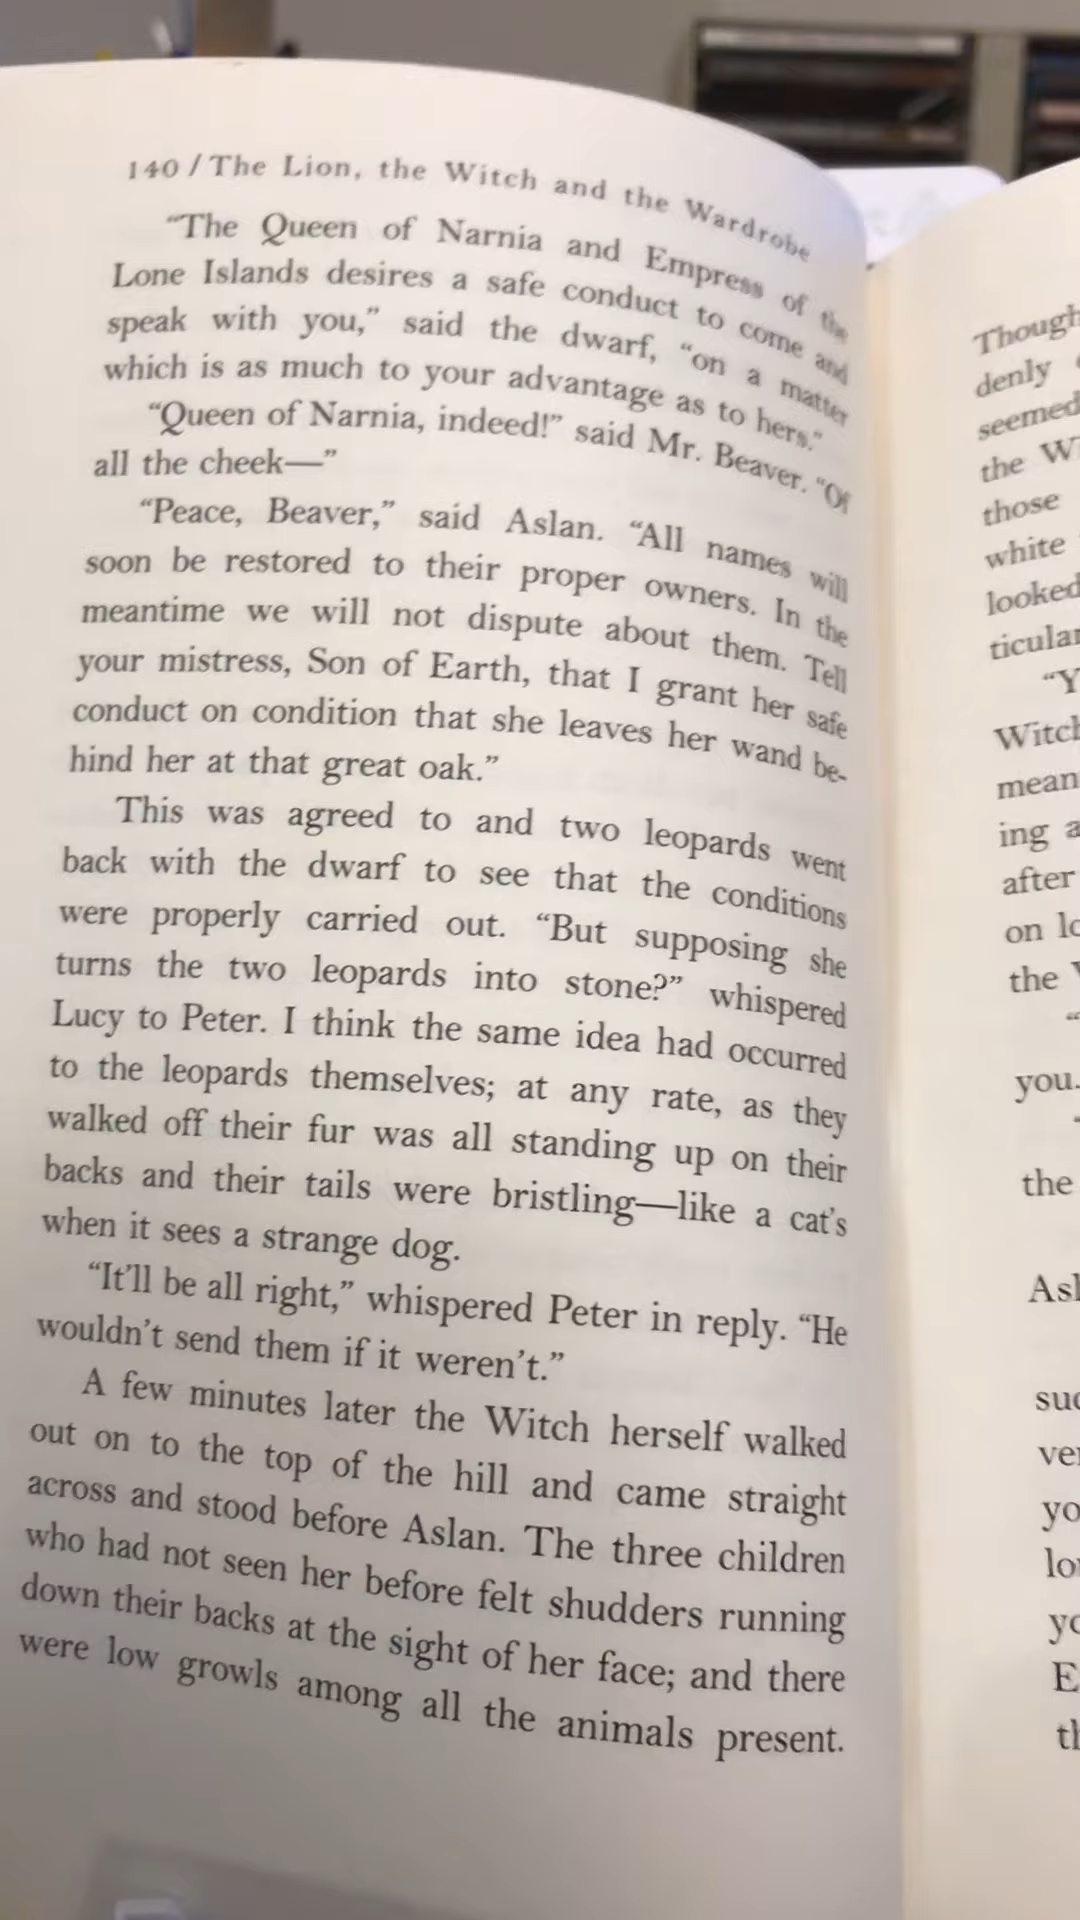 140 / The Lion, the Witch and the Wardrobe
“The Queen of Narnia and Empress of the
Lone Islands desires a safe conduct to come and
speak with you,” said the dwarf, “on a matter
which is as much to your advantage as to hers.”
“Queen of Narnia, indeed!” said Mr. Beaver. “Of
all the cheek—”
“Peace, Beaver,” said Aslan. “All names will
soon be restored to their proper owners. In the
meantime we will not dispute about them. Tell
your mistress, Son of Earth, that I grant her safe
conduct on condition that she leaves her wand be-
hind her at that great oak.”
This was agreed to and two leopards went
back with the dwarf to see that the conditions
were properly carried out. “But supposing she
turns the two leopards into stone?” whispered
Lucy to Peter. I think the same idea had occurred
to the leopards themselves; at any rate, as they
walked off their fur was all standing up on their
backs and their tails were bristling—like a cat’s
when it sees a strange dog.
“It’ll be all right,” whispered Peter in reply. “He
wouldn’t send them if it weren’t.”
A few minutes later the Witch herself walked
out on to the top of the hill and came straight
across and stood before Aslan. The three children
who had not seen her before felt shudders running
down their backs at the sight of her face; and there
were low growls among all the animals present.
Though
denly
seemed
the
those
white
looked
“Y
Witch
mean
ing a
after
on
the
you.
the